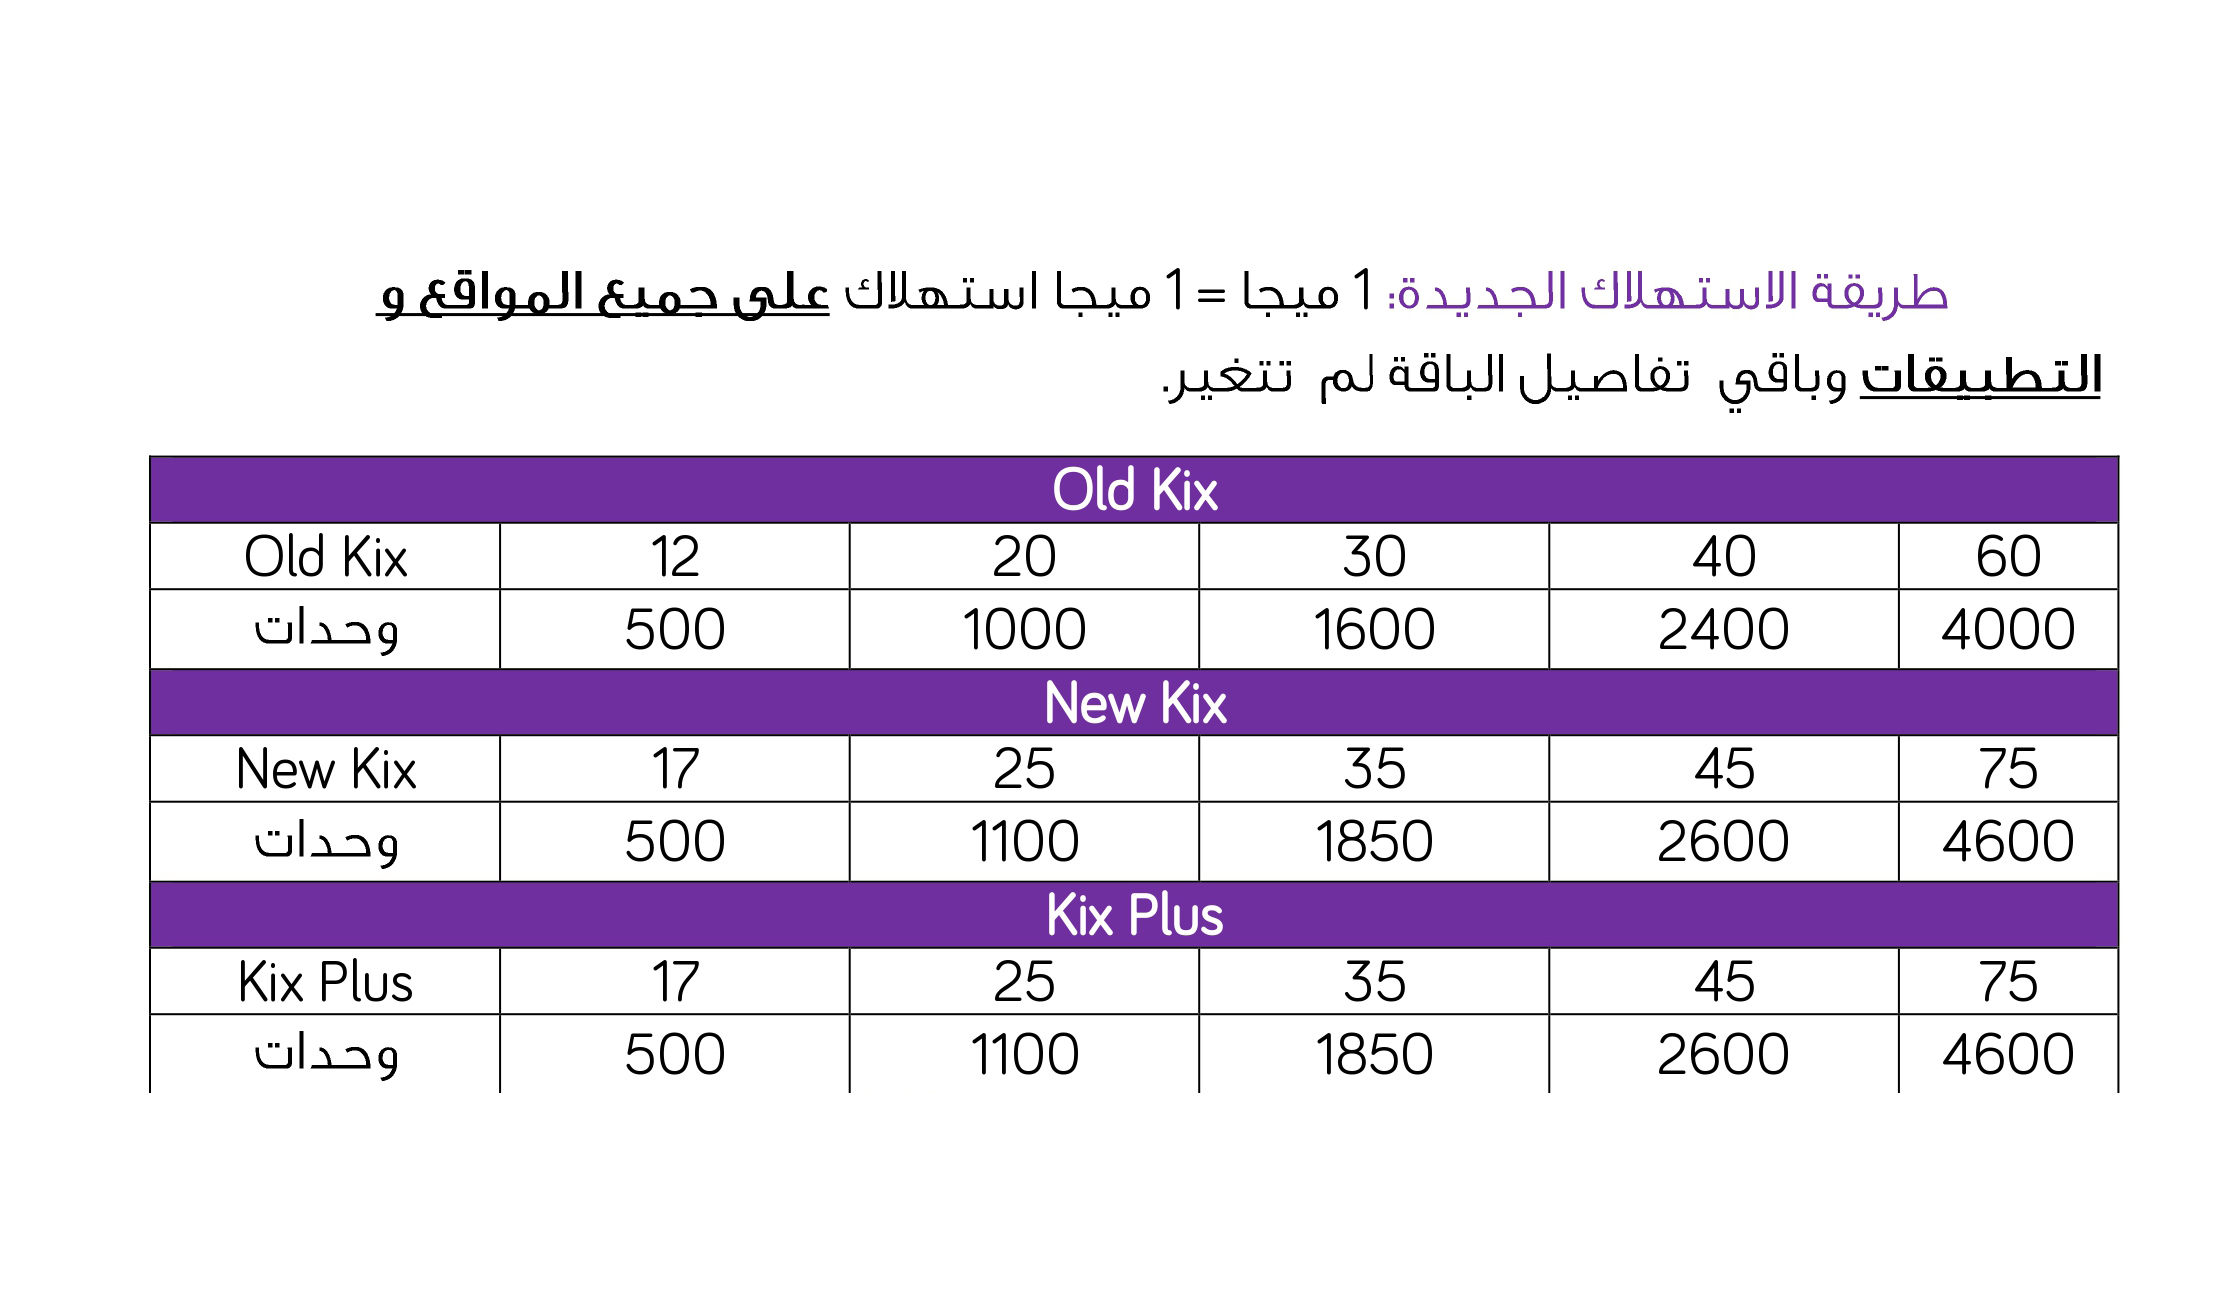 طريقة الاستهلاك الجديدة: 1 ميجا = 1 ميجا استهلاك على جميع المواقع و
التطبيقات وباقي تفاصيل الباقة لم تتغير.
Old Kix
Old Kix 12 20 30 40 60
وحدات 500 1000 1600 2400 4000
New Kix
New Kix 17 25 35 45 75
وحدات 500 1100 1850 2600 4600
Kix Plus
Kix Plus 17 25 35 45 75
وحدات 500 1100 1850 2600 4600